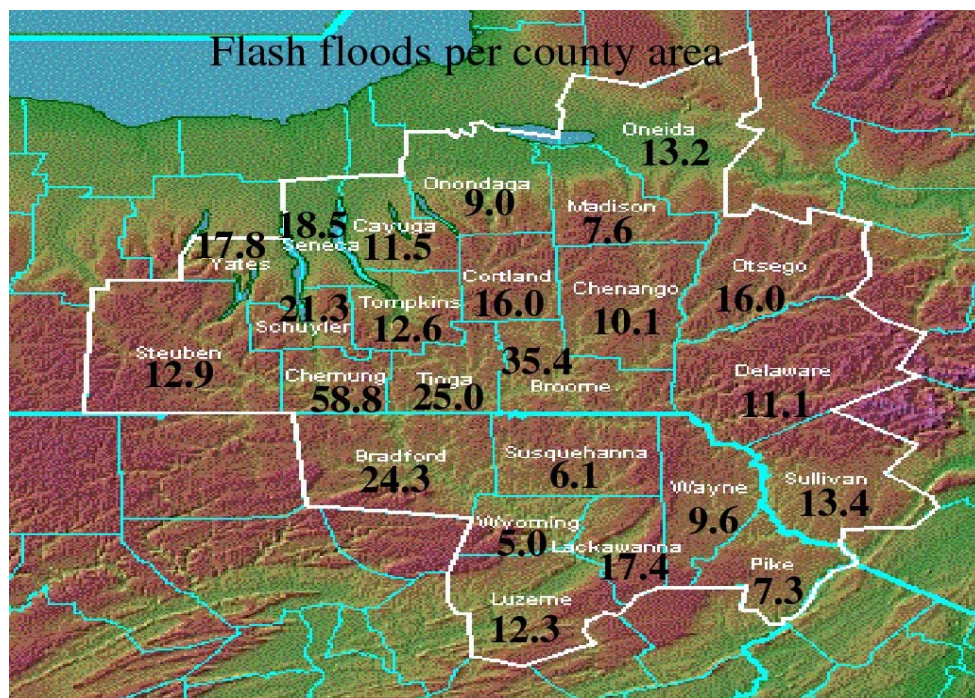 Flash floods per county area
Oneida
13.2
Onondaga
9.0
Madison
7.6
18.5
Seneca
Cayuga
11.5
17.8
Yates
Cortland
16.0
Chenango
10.1
Otsego
16.0
21.3
Schuyler
Tompkins
12.6
Steuben
12.9
Chemung
58.8
Tioga
25.0
35.4
Broome
Delaware
11.1
Bradford
24.3
Susquehanna
6.1
Wayne
9.6
Sullivan
13.4
Wyoming
5.0
Lackawanna
17.4
Pike
7.3
Luzerne
12.3